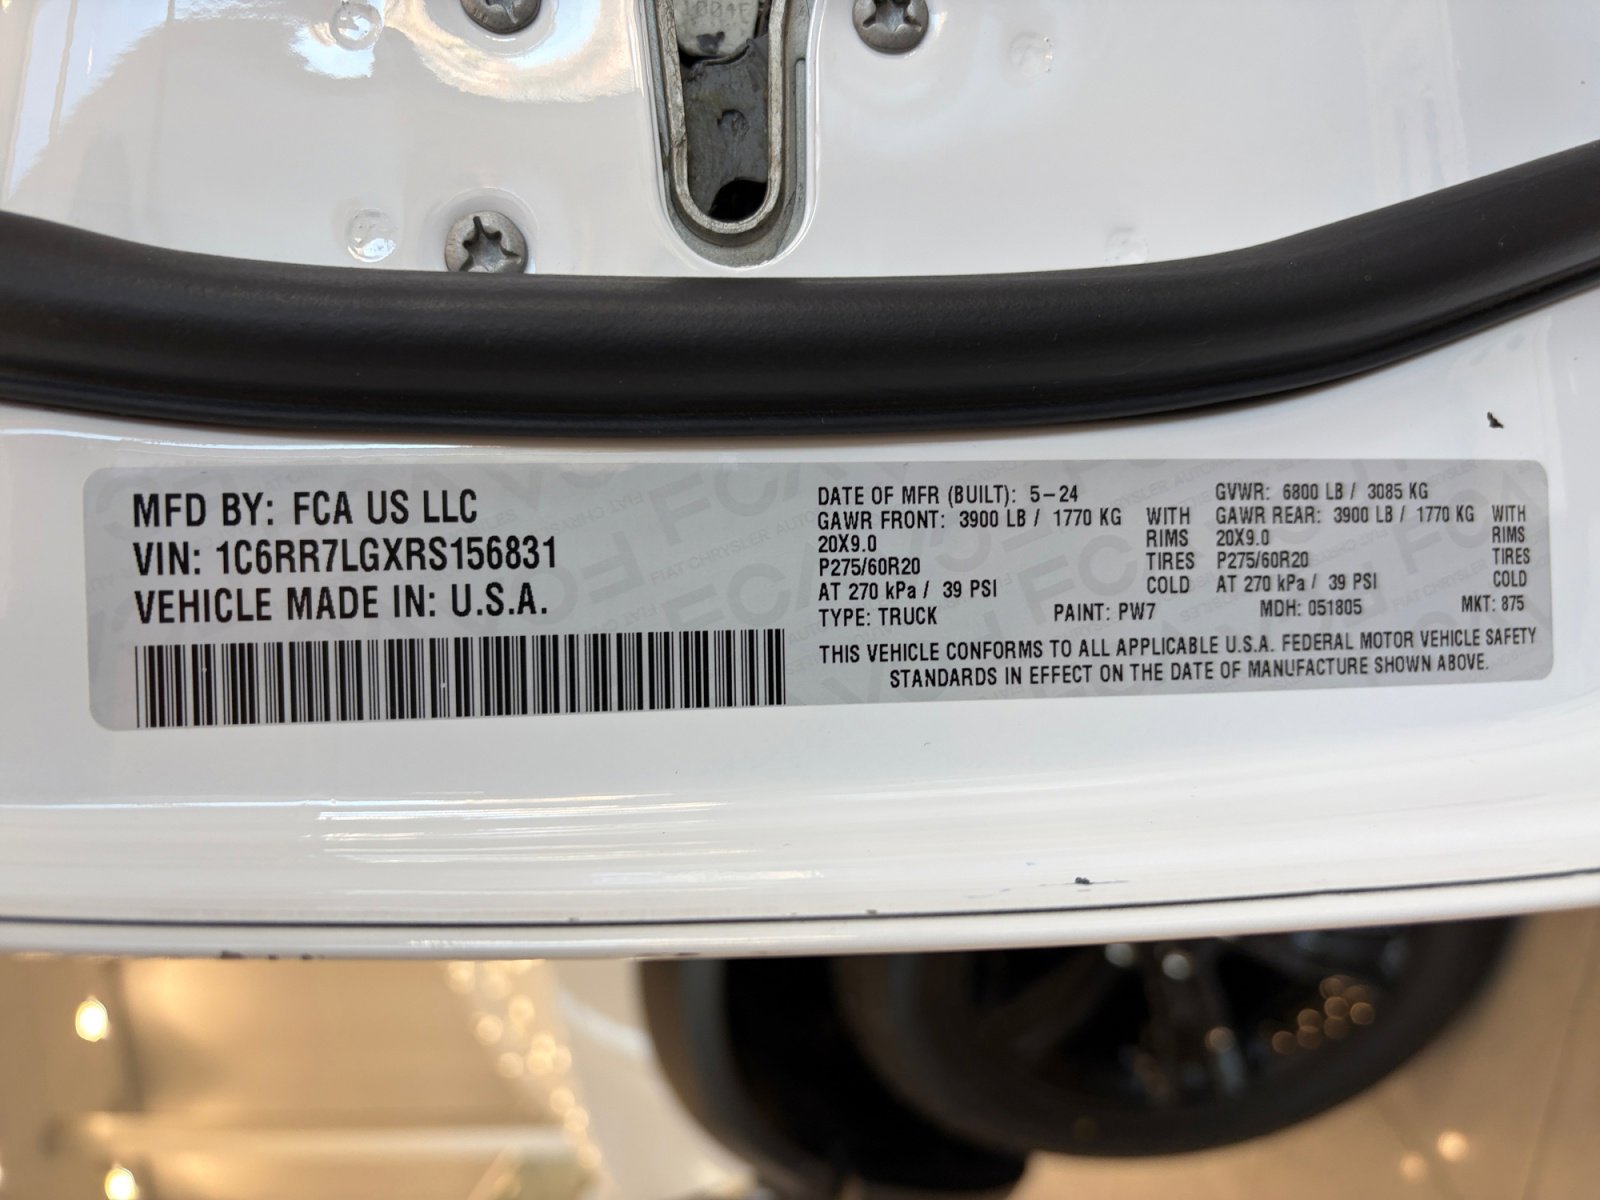 MFD BY: FCA US LLC
VIN: 1C6RR7LGXRS156831
VEHICLE MADE IN: U.S.A.
DATE OF MFR (BUILT): 5-24 GVWR: 6800 LB / 3085 KG
GAWR FRONT: 3900 LB / 1770 KG WITH GAWR REAR: 3900 LB / 1770 KG WITH
20X9.0 RIMS 20X9.0 RIMS
P275/60R20 TIRES P275/60R20 TIRES
AT 270 kPa / 39 PSI COLD AT 270 kPa / 39 PSI COLD
TYPE: TRUCK PAINT: PW7 MDH: 051805 MKT: 875
THIS VEHICLE CONFORMS TO ALL APPLICABLE U.S.A. FEDERAL MOTOR VEHICLE SAFETY
STANDARDS IN EFFECT ON THE DATE OF MANUFACTURE SHOWN ABOVE.